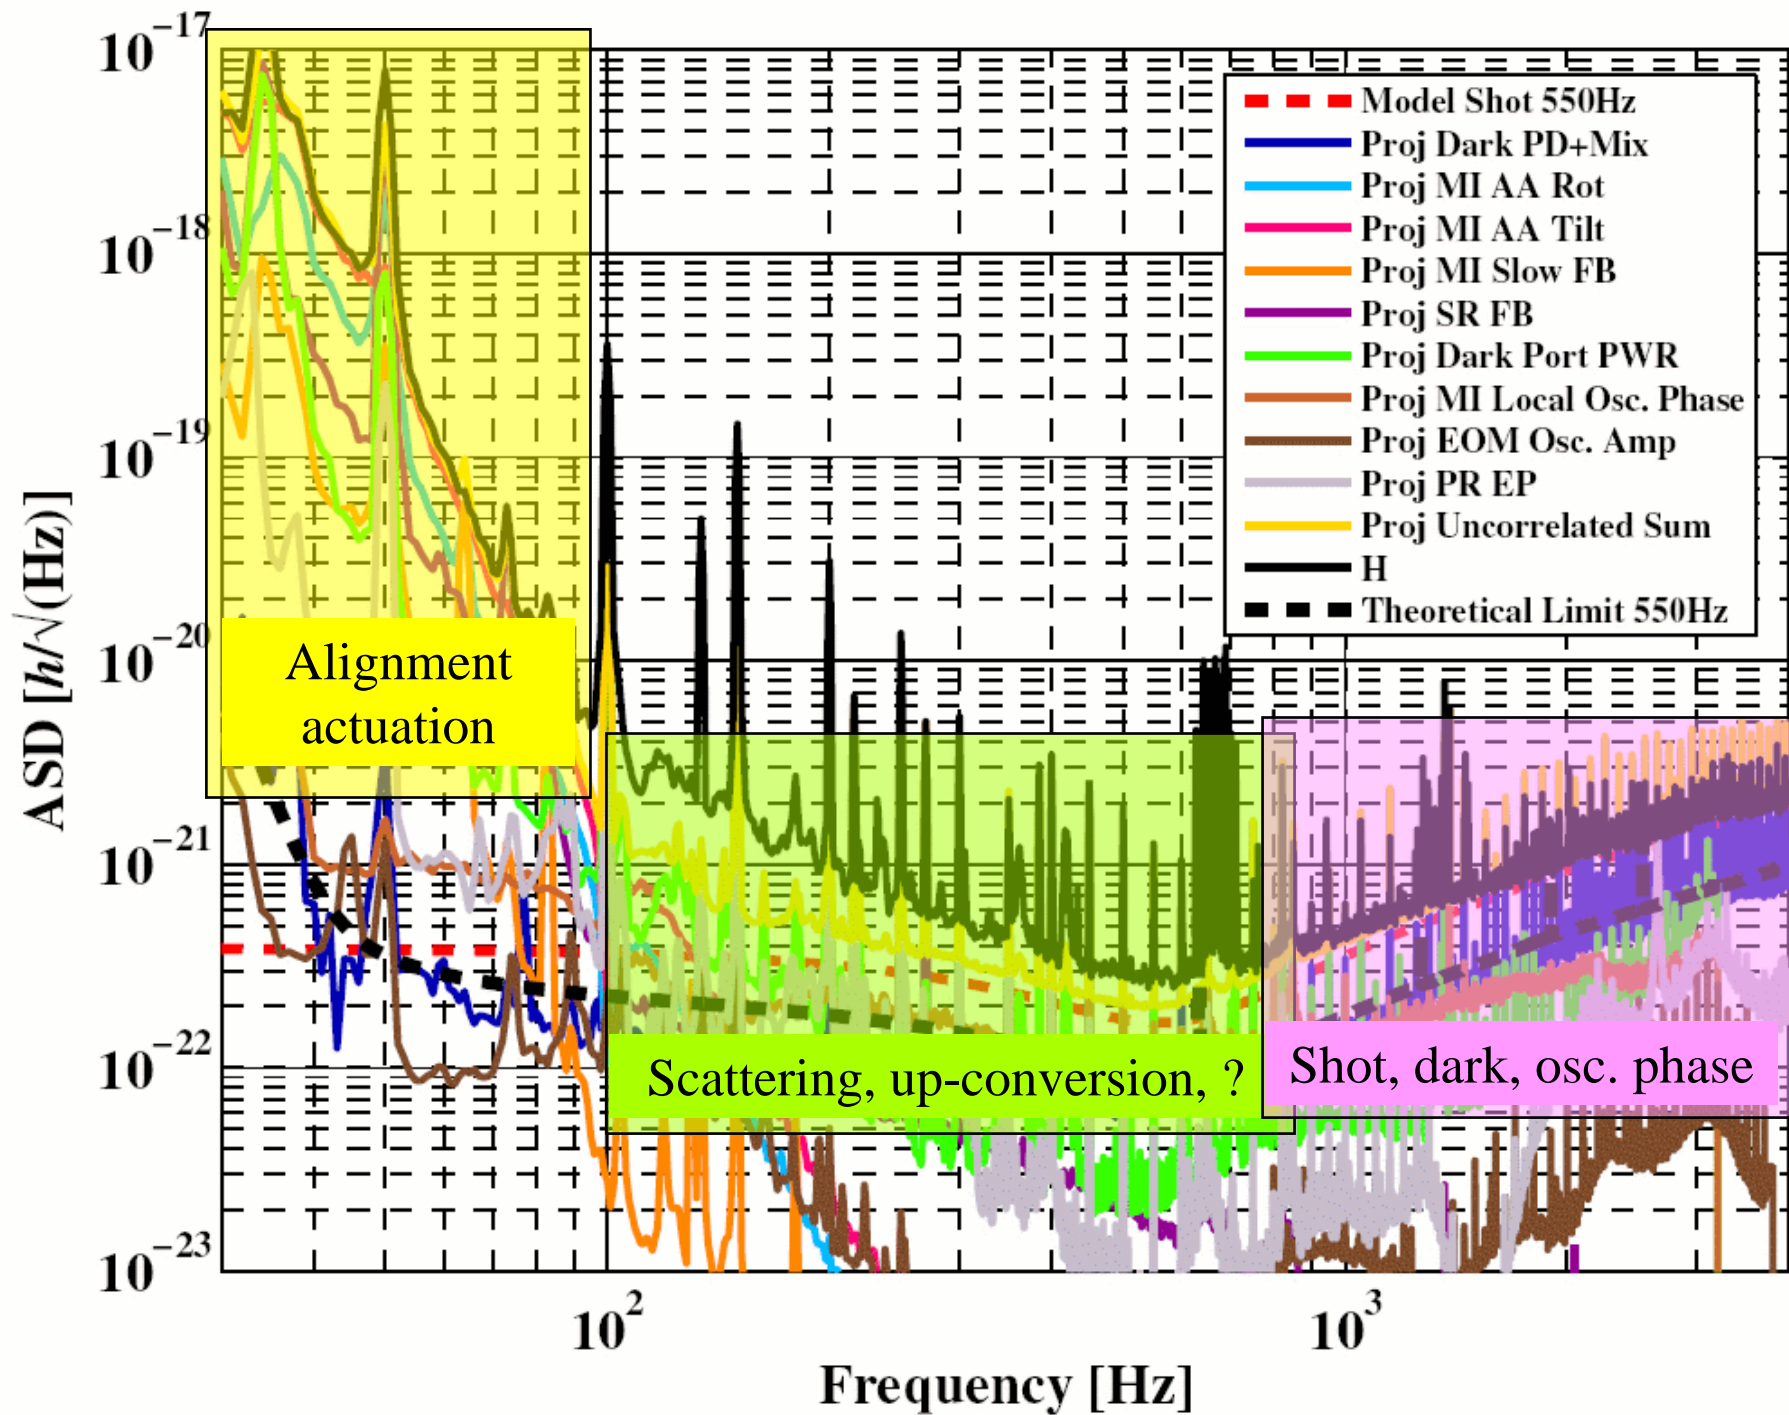 10^−17
10^−18
10^−19
10^−20
10^−21
10^−22
10^−23
ASD [h/√(Hz)]
Model Shot 550Hz
Proj Dark PD+Mix
Proj MI AA Rot
Proj MI AA Tilt
Proj MI Slow FB
Proj SR FB
Proj Dark Port PWR
Proj MI Local Osc. Phase
Proj EOM Osc. Amp
Proj PR EP
Proj Uncorrelated Sum
H
Theoretical Limit 550Hz
Alignment
actuation
Scattering, up-conversion, ?
Shot, dark, osc. phase
10^2
10^3
Frequency [Hz]